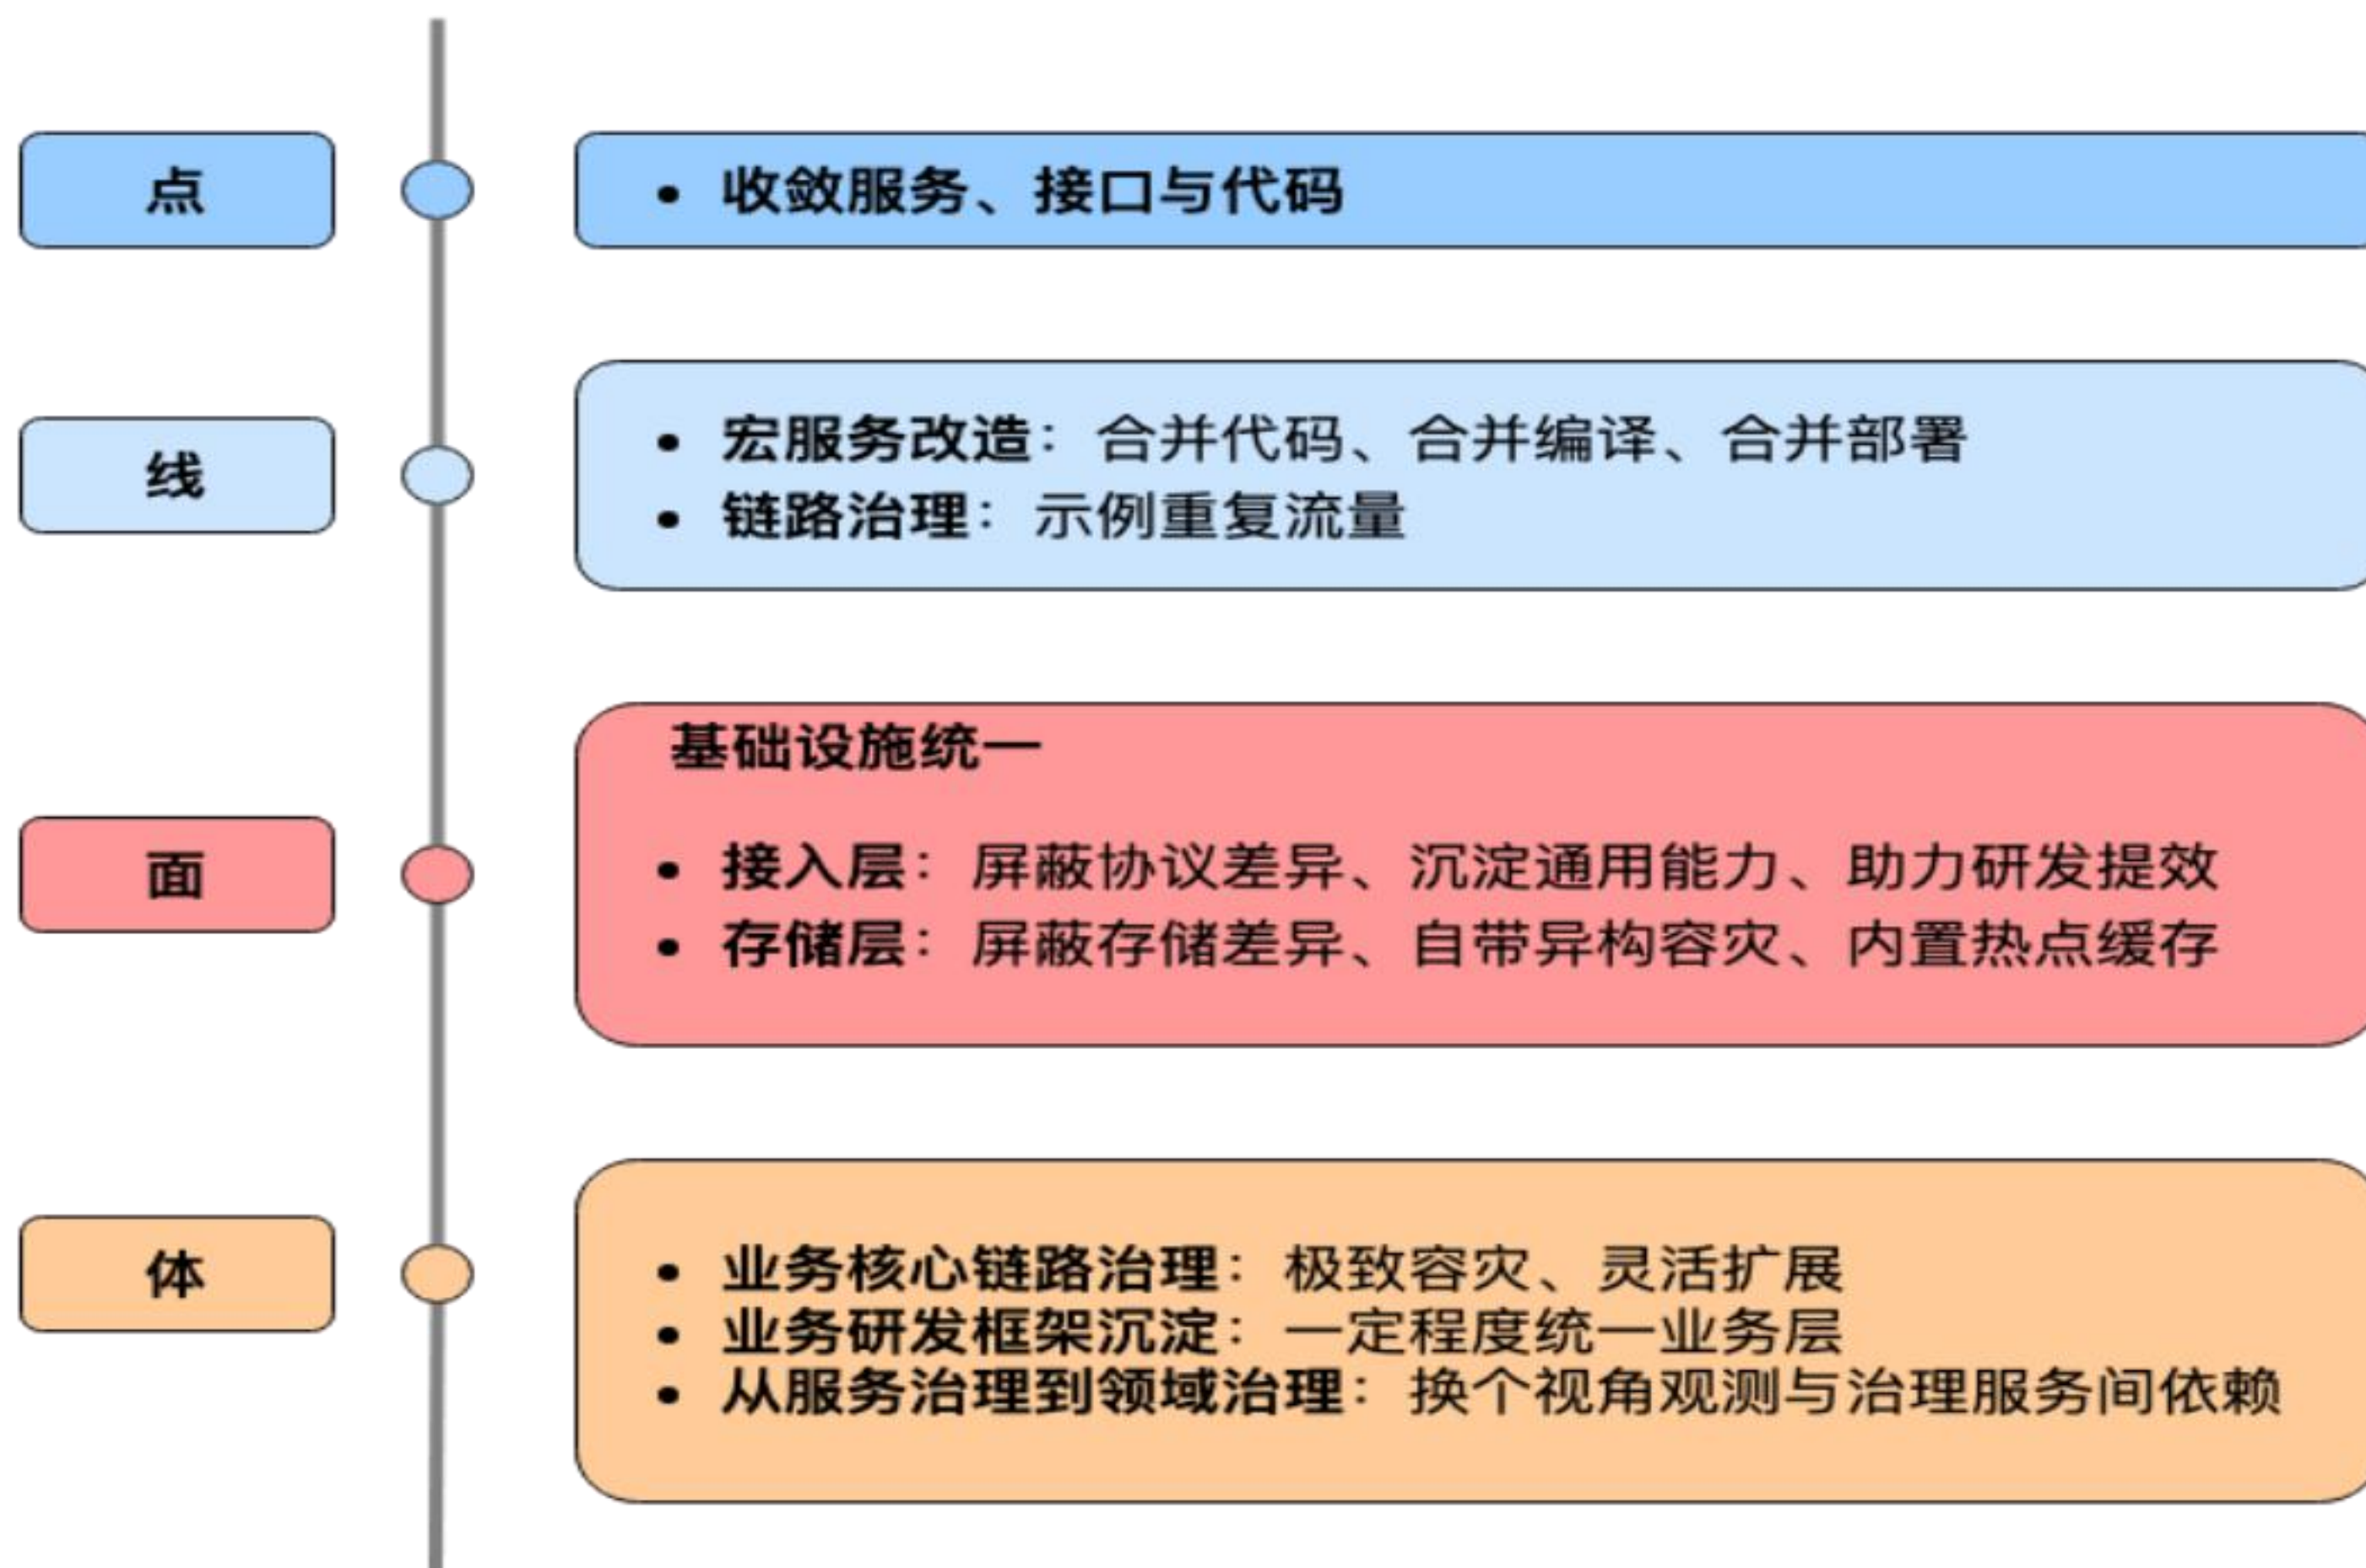 点
• 收敛服务、接口与代码
线
• 宏服务改造：合并代码、合并编译、合并部署
• 链路治理：示例重复流量
面
基础设施统一
• 接入层：屏蔽协议差异、沉淀通用能力、助力研发提效
• 存储层：屏蔽存储差异、自带异构容灾、内置热点缓存
体
• 业务核心链路治理：极致容灾、灵活扩展
• 业务研发框架沉淀：一定程度统一业务层
• 从服务治理到领域治理：换个视角观测与治理服务间依赖